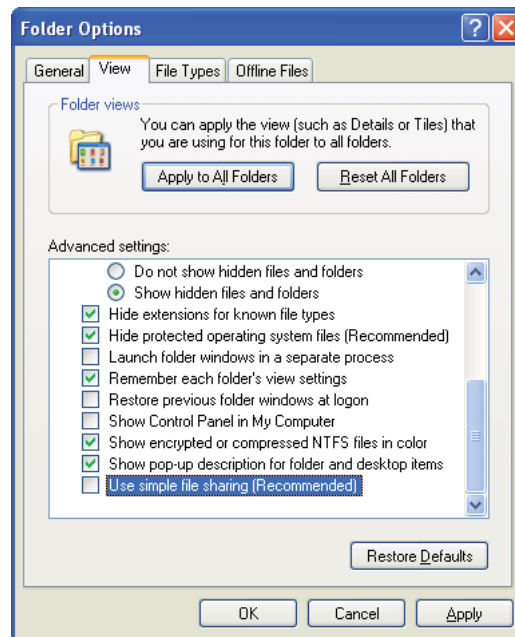 Folder Options
General View File Types Offline Files
Folder views
You can apply the view (such as Details or Tiles) that
you are using for this folder to all folders.
Apply to All Folders Reset All Folders
Advanced settings:
Do not show hidden files and folders
Show hidden files and folders
Hide extensions for known file types
Hide protected operating system files (Recommended)
Launch folder windows in a separate process
Remember each folder's view settings
Restore previous folder windows at logon
Show Control Panel in My Computer
Show encrypted or compressed NTFS files in color
Show pop-up description for folder and desktop items
Use simple file sharing (Recommended)
Restore Defaults
OK Cancel Apply